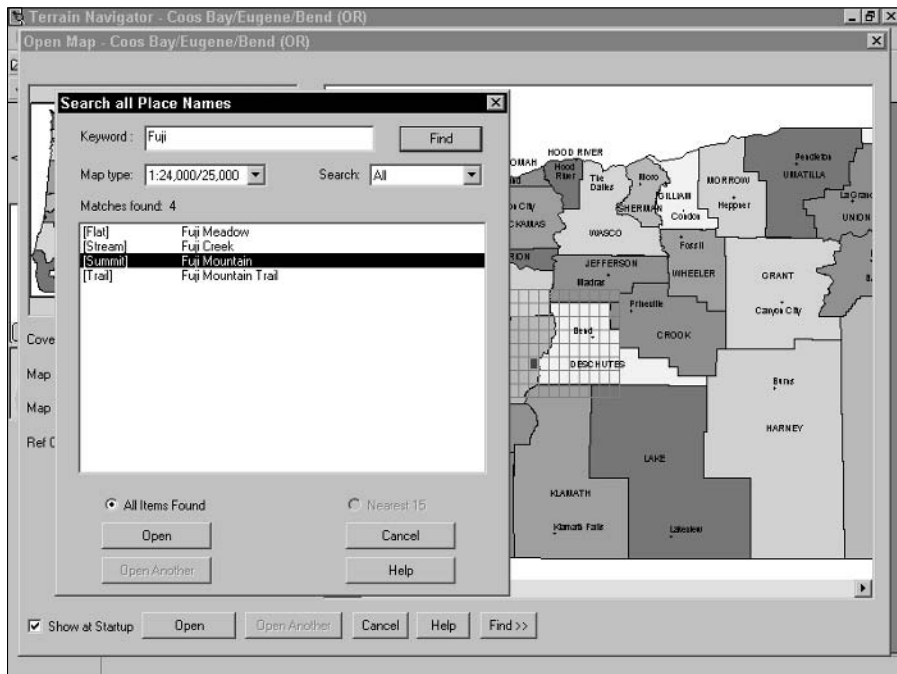 Terrain Navigator - Coos Bay/Eugene/Bend (OR)
Open Map - Coos Bay/Eugene/Bend (OR)
Search all Place Names
Keyword : Fuji Find
Map type: 1:24,000/25,000 Search: All
Matches found: 4
[Flat] Fuji Meadow
[Stream] Fuji Creek
[Summit] Fuji Mountain
[Trail] Fuji Mountain Trail
All Items Found Nearest 15
Open Cancel
Open Another Help
Cove
Map
Map
Ref C
HOOD RIVER
Hood
River
The
Dalles
Moro
SHERMAN
GILLIAM
Condon
MORROW
Heppner
Pendleton
UMATILLA
UNION
WASCO
Fossil
WHEELER
JEFFERSON
Madras
GRANT
Canyon City
Prineville
CROOK
Bend
DESCHUTES
Burns
HARNEY
LAKE
KLAMATH
Klamath Falls
Lakeview
Show at Startup Open Open Another Cancel Help Find >>